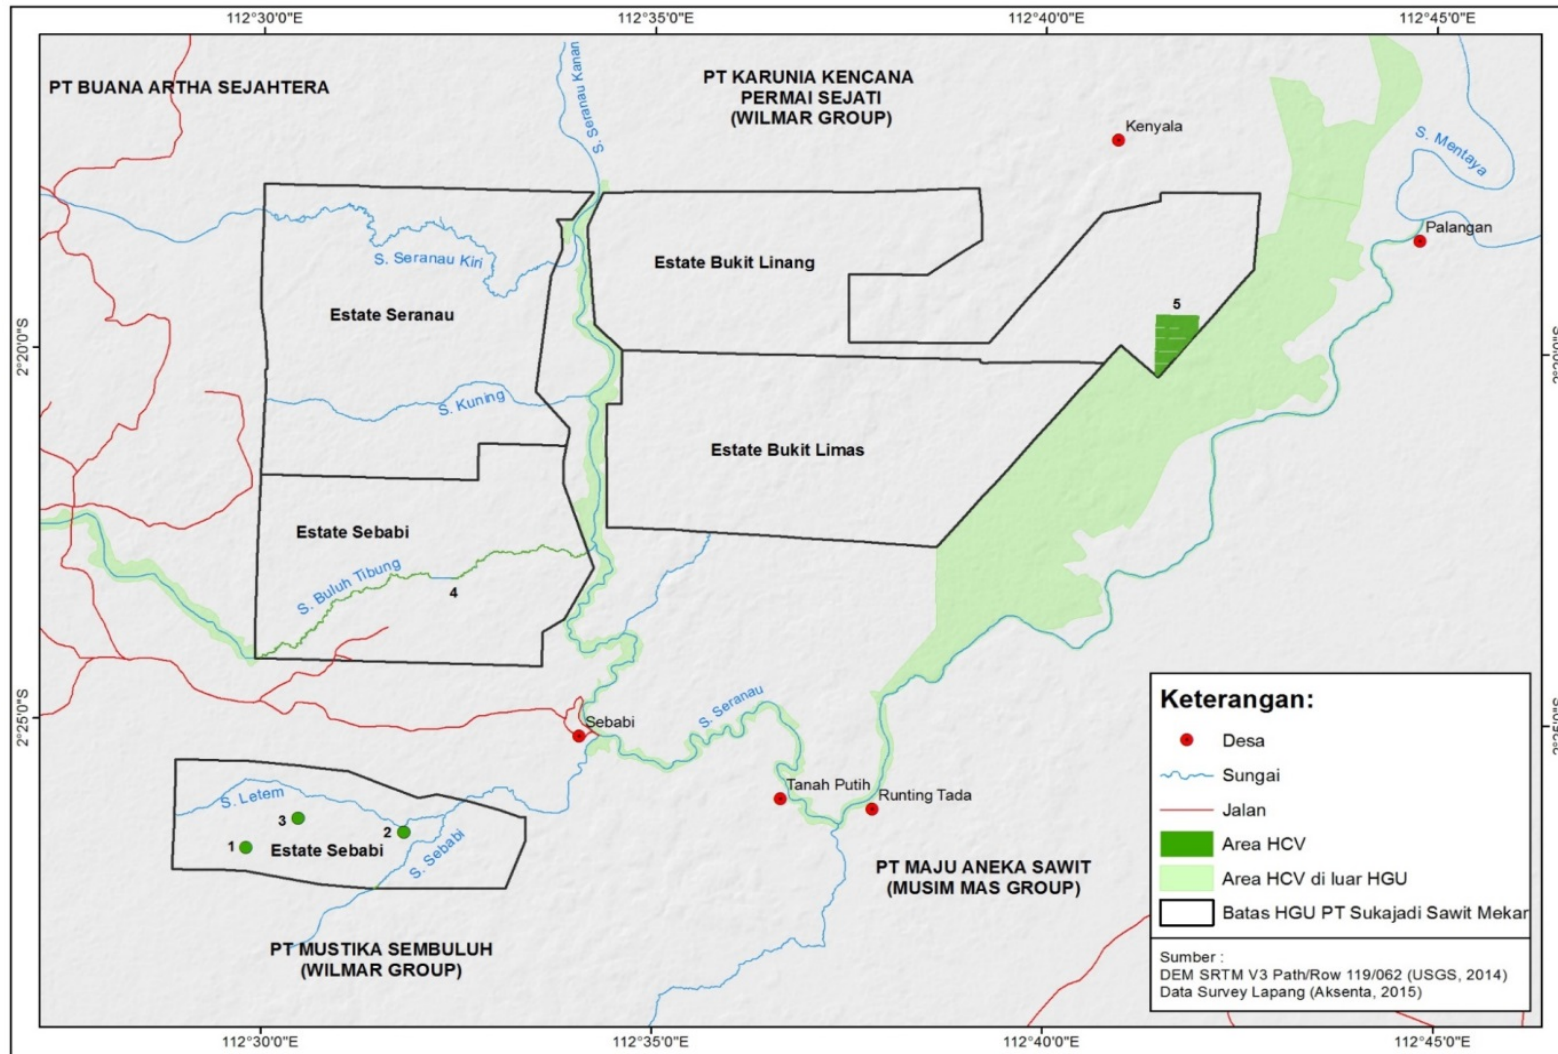 112°30'0"E
112°35'0"E
112°40'0"E
112°45'0"E
PT BUANA ARTHA SEJAHTERA
S. Seranau Kanan
PT KARUNIA KENCANA
PERMAI SEJATI
(WILMAR GROUP)
Kenyala
S. Mentaya
Palangan
S. Seranau Kiri
Estate Bukit Linang
Estate Seranau
5
2°20'0"S
2°20'0"S
S. Kuning
Estate Bukit Limas
Estate Sebabi
S. Buluh Tibung
4
2°25'0"S
2°25'0"S
Sebabi
S. Seranau
Tanah Putih
Runting Tada
S. Letem
3
2
1
Estate Sebabi
S. Sebabi
PT MAJU ANEKA SAWIT
(MUSIM MAS GROUP)
PT MUSTIKA SEMBULUH
(WILMAR GROUP)
Keterangan:
Desa
Sungai
Jalan
Area HCV
Area HCV di luar HGU
Batas HGU PT Sukajadi Sawit Mekar
Sumber :
DEM SRTM V3 Path/Row 119/062 (USGS, 2014)
Data Survey Lapang (Aksenta, 2015)
112°30'0"E
112°35'0"E
112°40'0"E
112°45'0"E